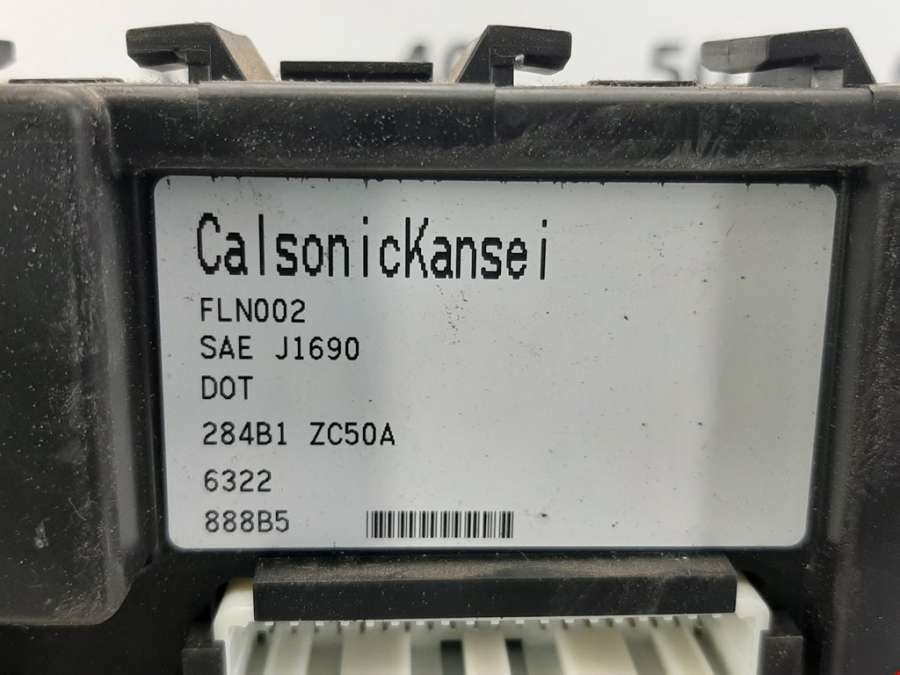 CalsonicKansei
FLN002
SAE J1690
DOT
284B1 ZC50A
6322
888B5